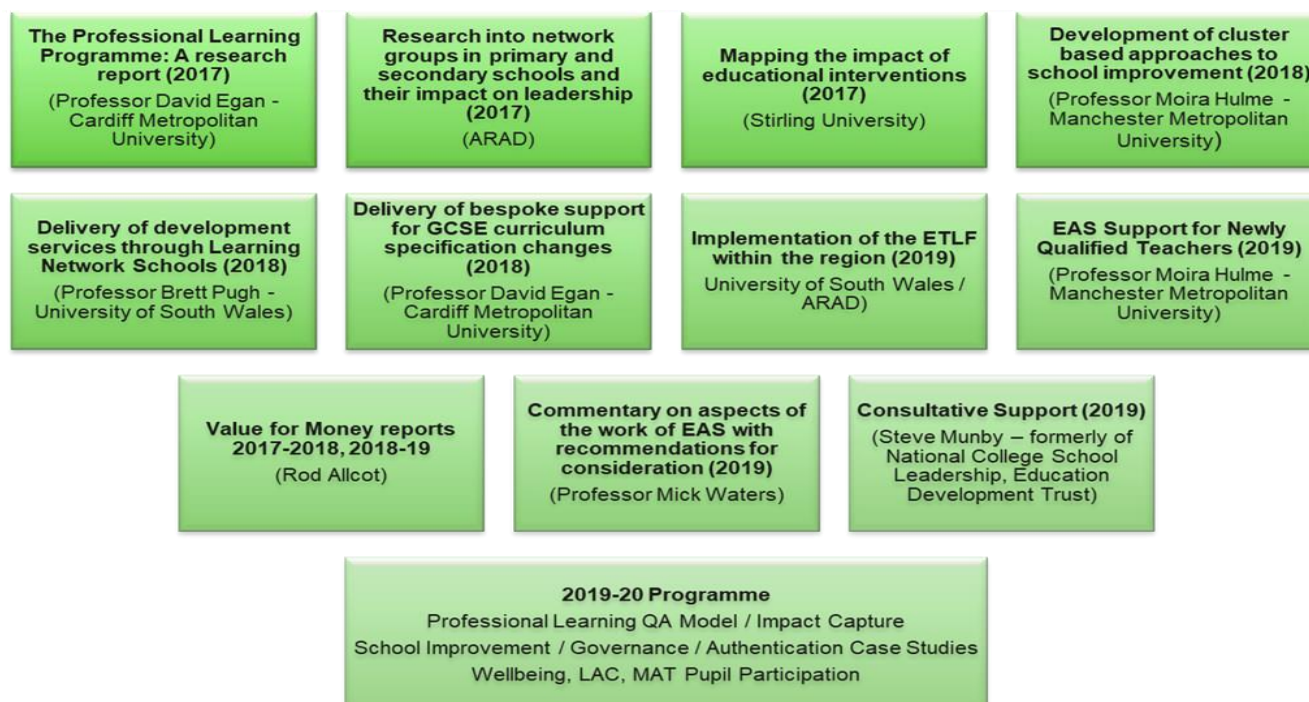 The Professional Learning
Programme: A research
report (2017)
(Professor David Egan -
Cardiff Metropolitan
University)
Research into network
groups in primary and
secondary schools and
their impact on leadership
(2017)
(ARAD)
Mapping the impact of
educational interventions
(2017)
(Stirling University)
Development of cluster
based approaches to
school improvement (2018)
(Professor Moira Hulme -
Manchester Metropolitan
University)
Delivery of development
services through Learning
Network Schools (2018)
(Professor Brett Pugh -
University of South Wales)
Delivery of bespoke support
for GCSE curriculum
specification changes
(2018)
(Professor David Egan -
Cardiff Metropolitan
University)
Implementation of the ETLF
within the region (2019)
University of South Wales /
ARAD)
EAS Support for Newly
Qualified Teachers (2019)
(Professor Moira Hulme -
Manchester Metropolitan
University)
Value for Money reports
2017-2018, 2018-19
(Rod Allcot)
Commentary on aspects of
the work of EAS with
recommendations for
consideration (2019)
(Professor Mick Waters)
Consultative Support (2019)
(Steve Munby – formerly of
National College School
Leadership, Education
Development Trust)
2019-20 Programme
Professional Learning QA Model / Impact Capture
School Improvement / Governance / Authentication Case Studies
Wellbeing, LAC, MAT Pupil Participation